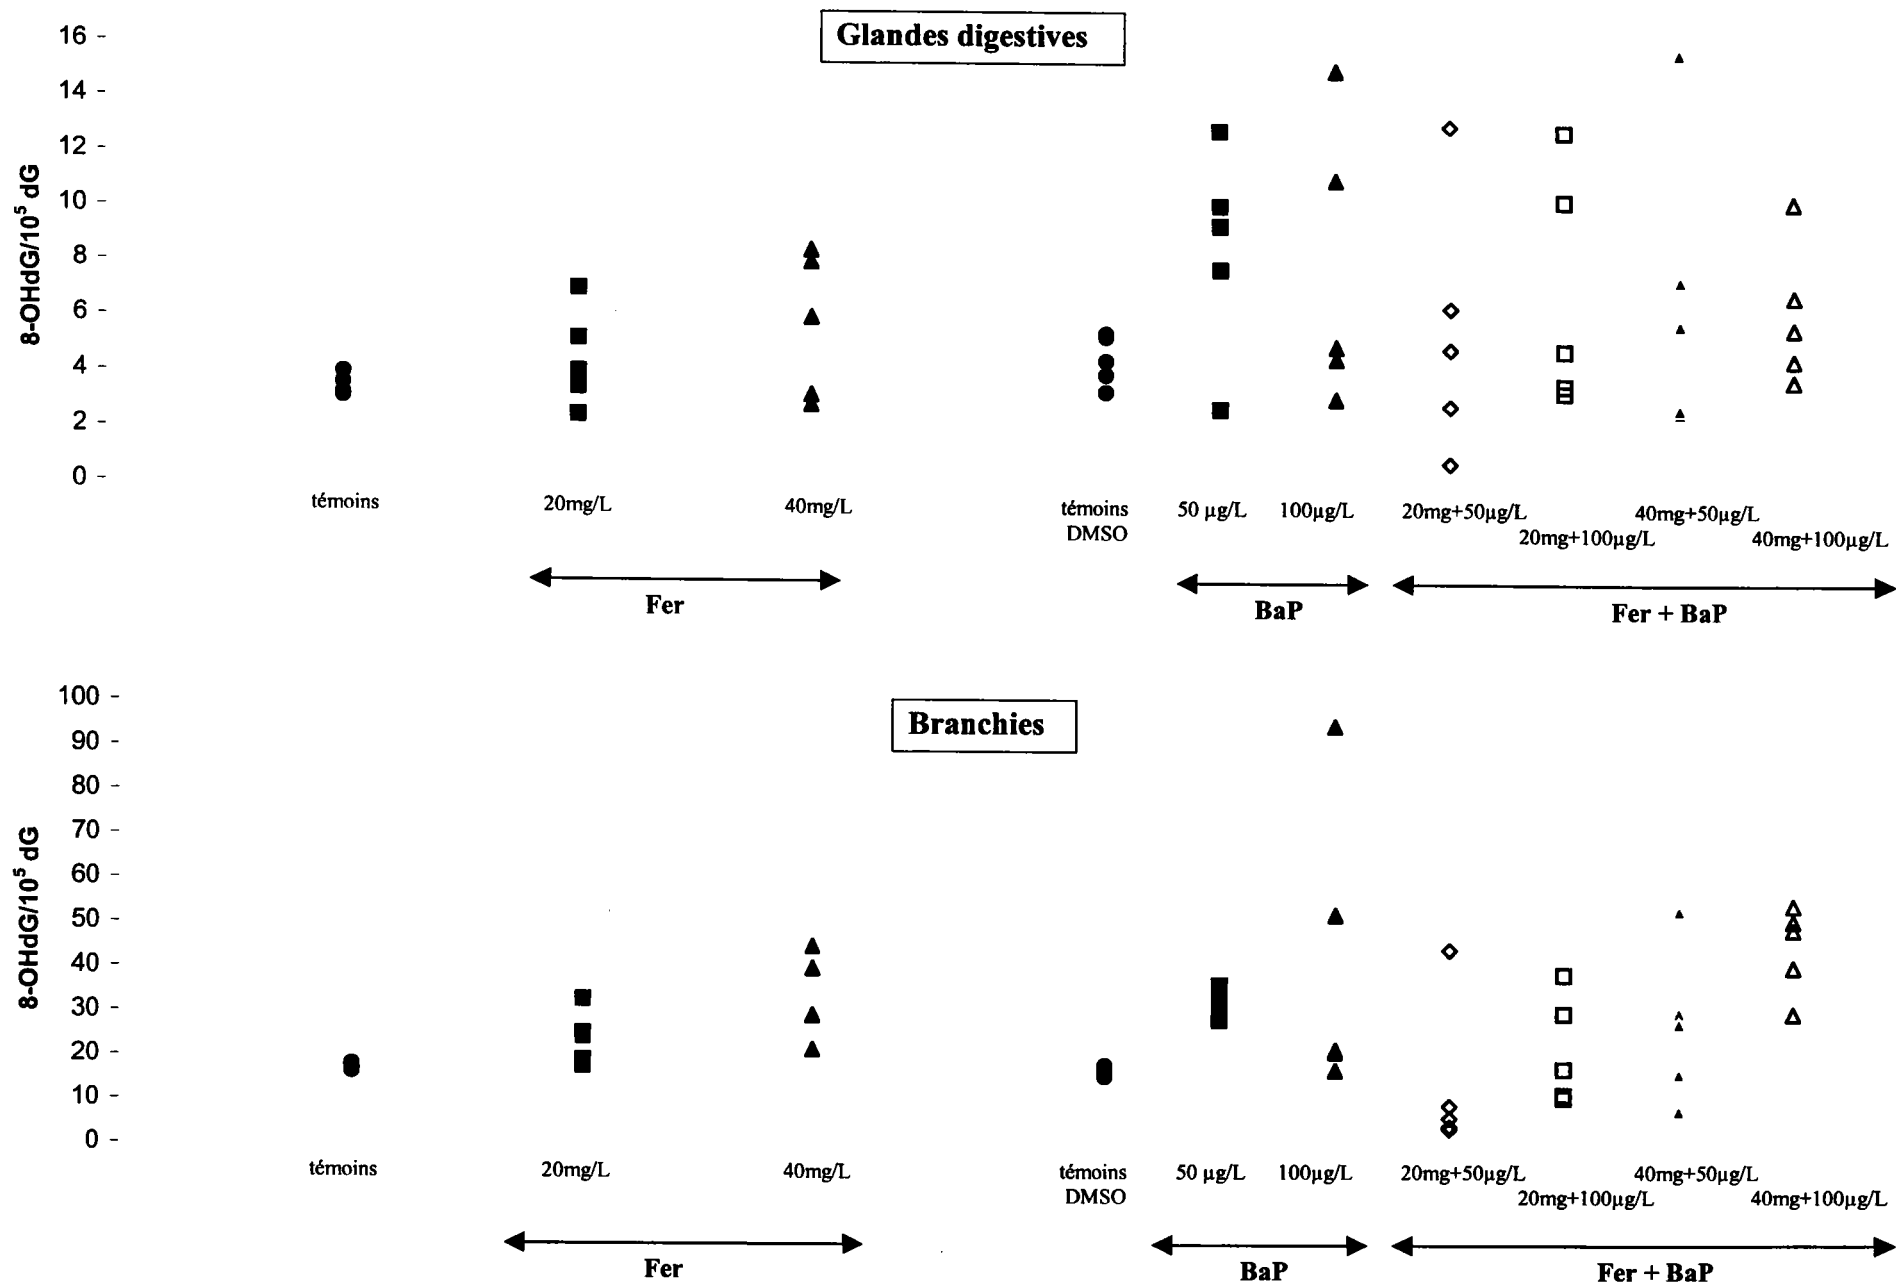 Glandes digestives
16
14
12
10
8
6
4
2
0
8-OHdG/10⁵ dG
témoins
20mg/L
40mg/L
témoins
DMSO
50 µg/L
100µg/L
20mg+50µg/L
20mg+100µg/L
40mg+50µg/L
40mg+100µg/L
Fer
BaP
Fer + BaP
Branchies
100
90
80
70
60
50
40
30
20
10
0
8-OHdG/10⁵ dG
témoins
20mg/L
40mg/L
témoins
DMSO
50 µg/L
100µg/L
20mg+50µg/L
20mg+100µg/L
40mg+50µg/L
40mg+100µg/L
Fer
BaP
Fer + BaP